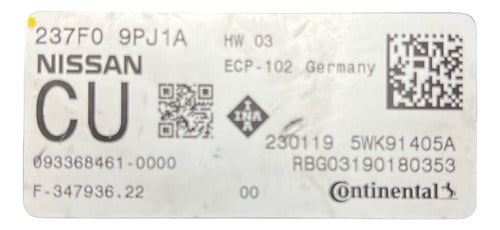 237F0 9PJ1A HW 03
NISSAN ECP-102 Germany
CU
INA
230119 5WK91405A
093368461-0000 RBG03190180353
F-347936.22 00 Continental